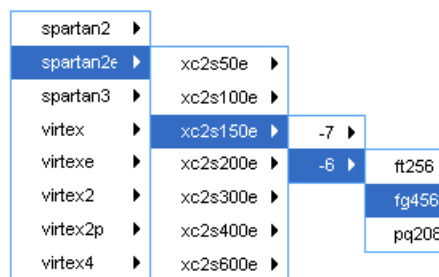 spartan2
spartan2e
spartan3
virtex
virtexe
virtex2
virtex2p
virtex4
xc2s50e
xc2s100e
xc2s150e
xc2s200e
xc2s300e
xc2s400e
xc2s600e
-7
-6
ft256
fg456
pq208